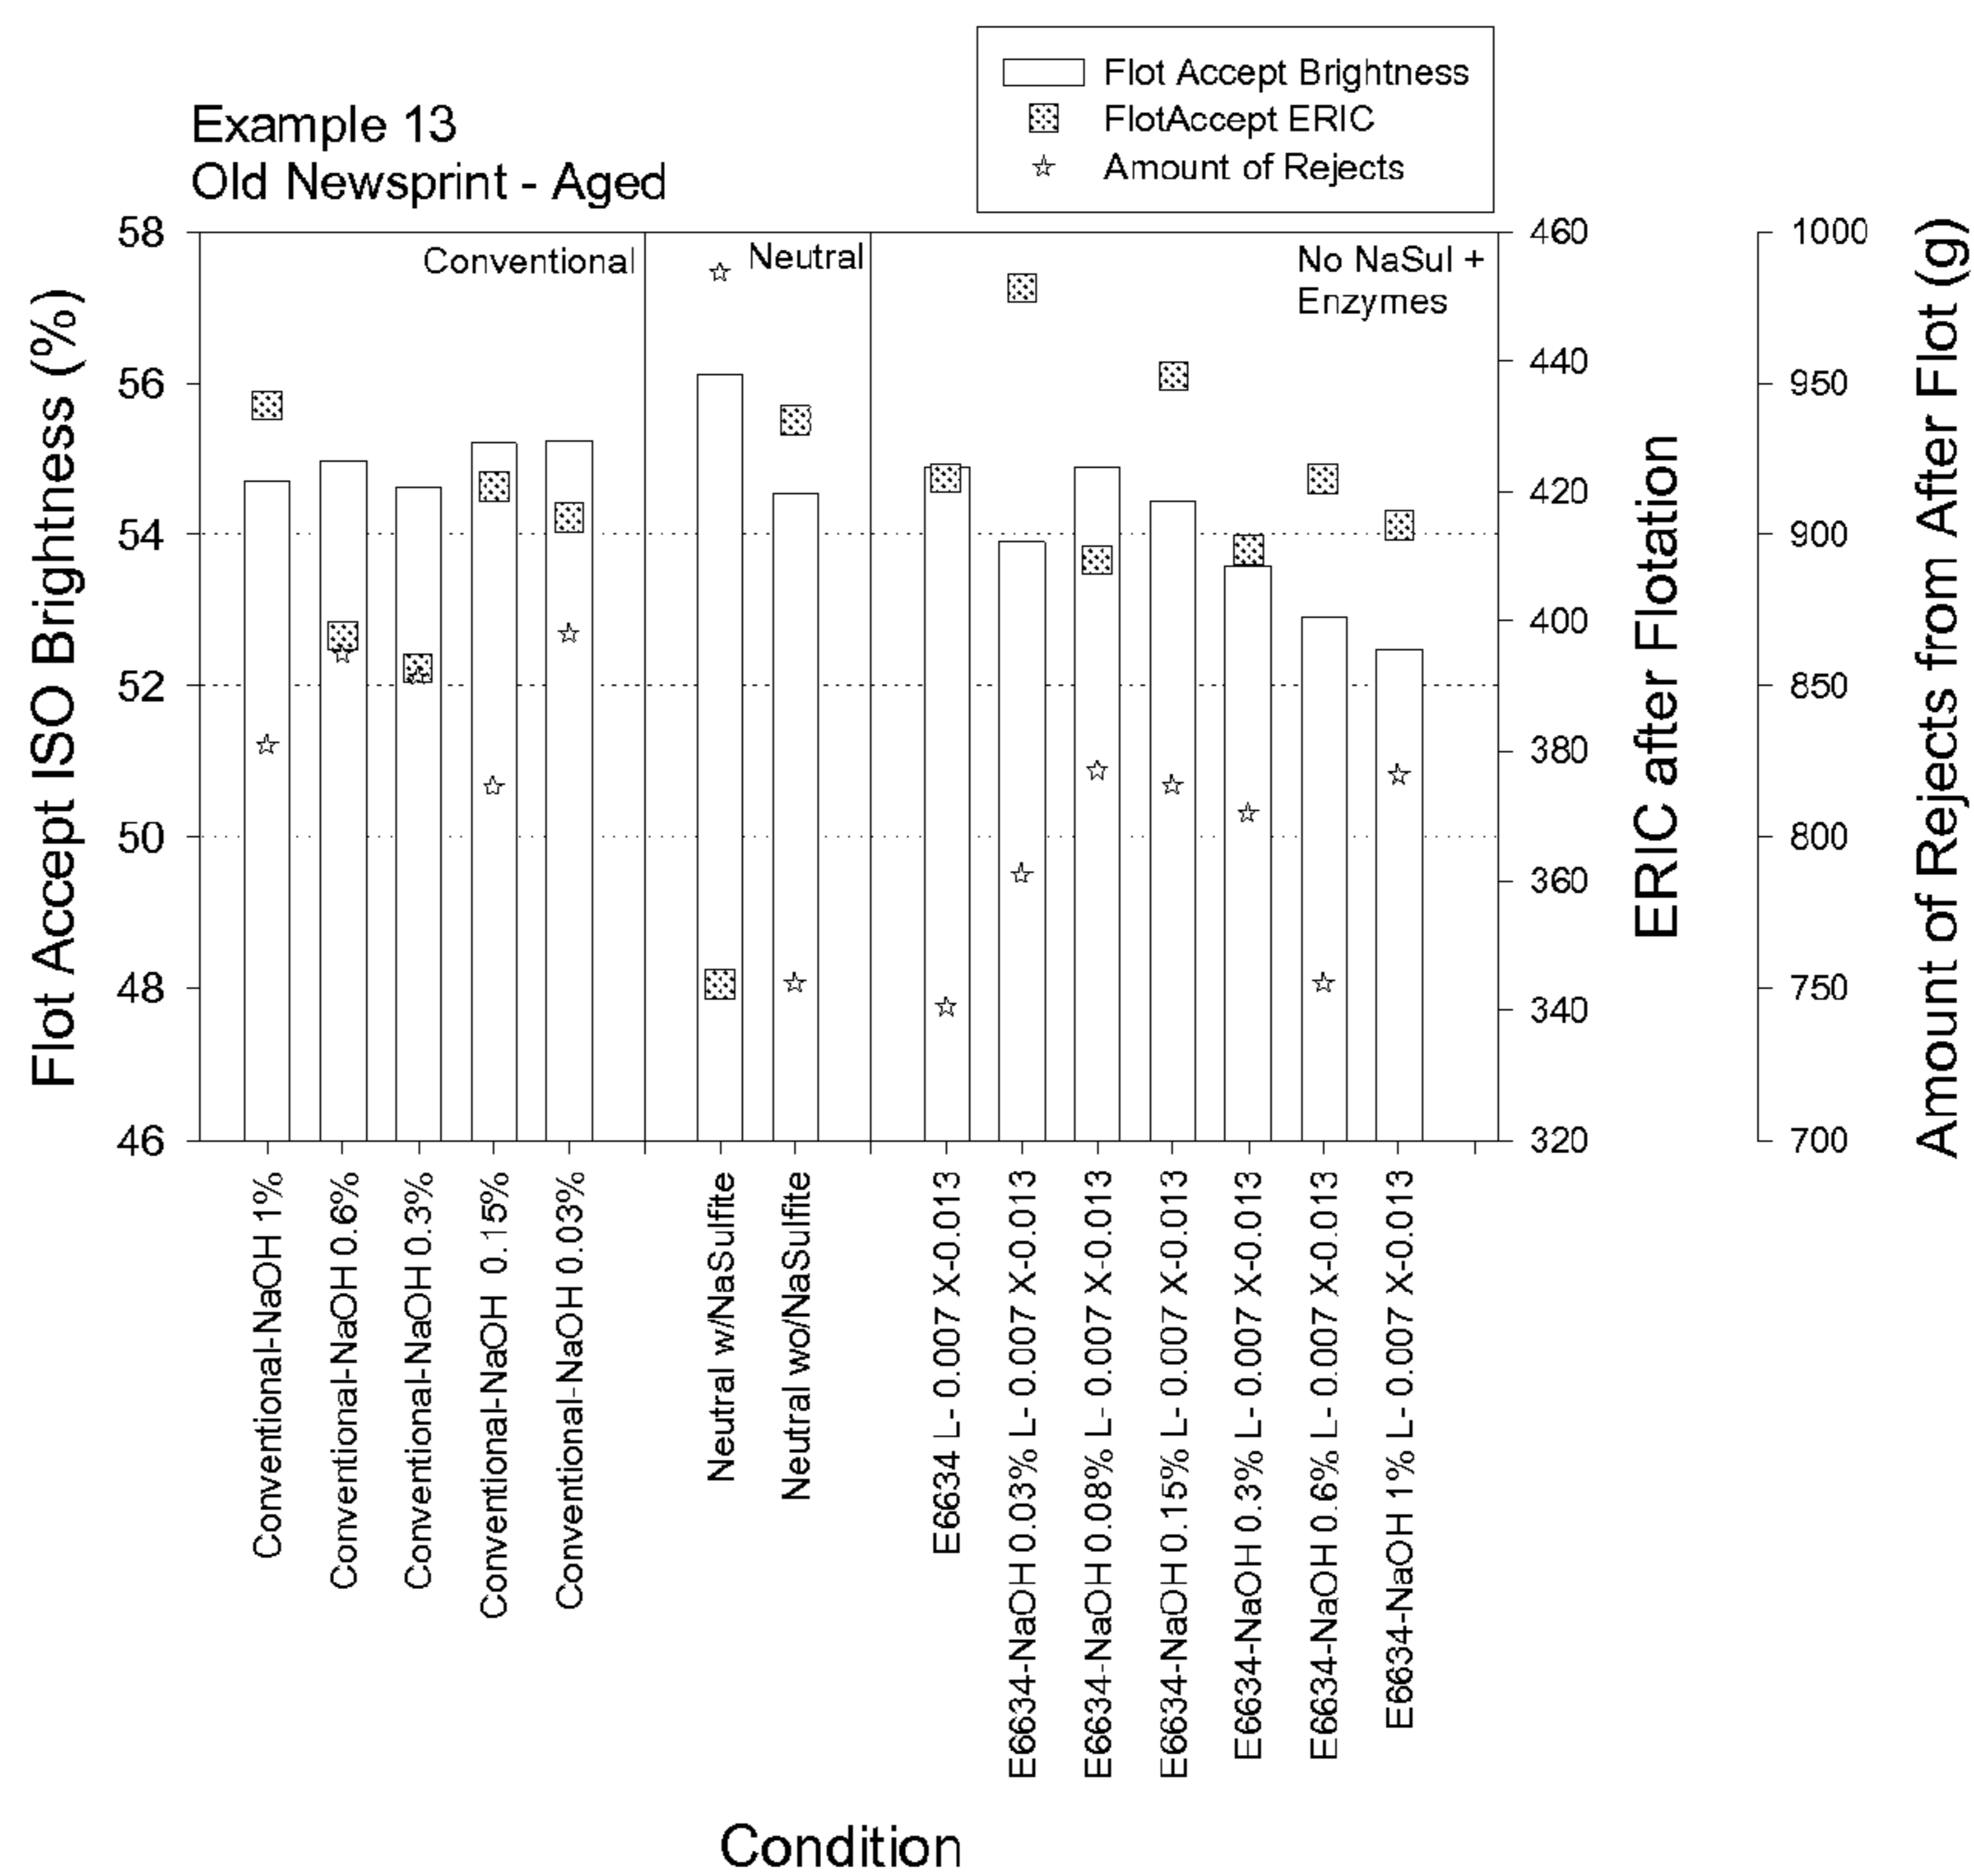 Flot Accept Brightness
FlotAccept ERIC
Amount of Rejects
Example 13
Old Newsprint - Aged
Conventional
Neutral
No NaSul +
Enzymes
Flot Accept ISO Brightness (%)
58
56
54
52
50
48
46
460
440
420
400
380
360
340
320
ERIC after Flotation
1000
950
900
850
800
750
700
Amount of Rejects from After Flot (g)
Conventional-NaOH 1%
Conventional-NaOH 0.6%
Conventional-NaOH 0.3%
Conventional-NaOH 0.15%
Conventional-NaOH 0.03%
Neutral w/NaSulfite
Neutral wo/NaSulfite
E6634 L- 0.007 X-0.013
E6634-NaOH 0.03% L- 0.007 X-0.013
E6634-NaOH 0.08% L- 0.007 X-0.013
E6634-NaOH 0.15% L- 0.007 X-0.013
E6634-NaOH 0.3% L- 0.007 X-0.013
E6634-NaOH 0.6% L- 0.007 X-0.013
E6634-NaOH 1% L- 0.007 X-0.013
Condition